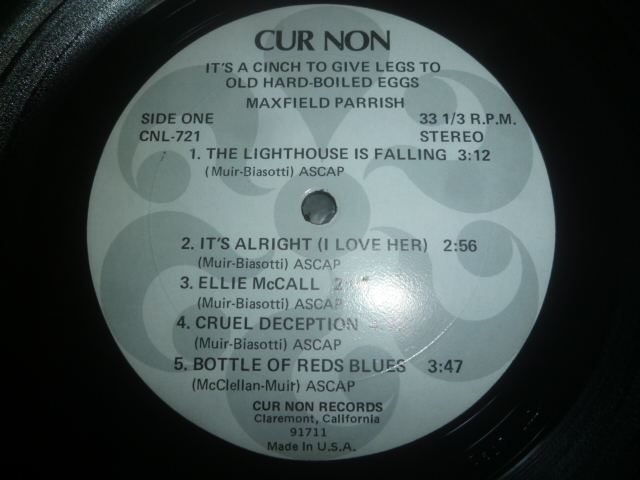 CUR NON
IT'S A CINCH TO GIVE LEGS TO
OLD HARD-BOILED EGGS
MAXFIELD PARRISH
SIDE ONE 33 1/3 R.P.M.
CNL-721 STEREO
1. THE LIGHTHOUSE IS FALLING 3:12
(Muir-Biasotti) ASCAP
2. IT'S ALRIGHT (I LOVE HER) 2:56
(Muir-Biasotti) ASCAP
3. ELLIE McCALL
(Muir-Biasotti) ASCAP
4. CRUEL DECEPTION
(Muir-Biasotti) ASCAP
5. BOTTLE OF REDS BLUES 3:47
(McClellan-Muir) ASCAP
CUR NON RECORDS
Claremont, California
91711
Made In U.S.A.